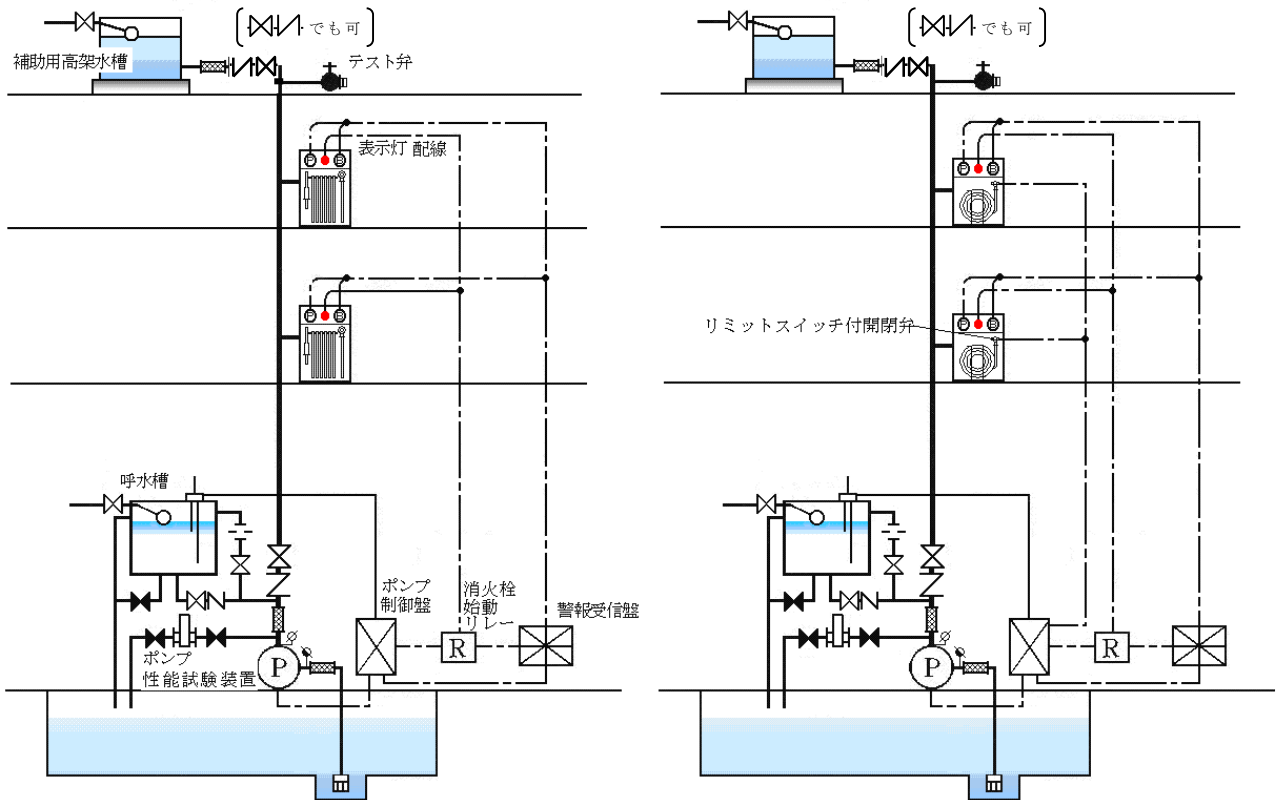 でも可
でも可
補助用高架水槽
テスト弁
表示灯 配線
P
B
P
B
P
B
P
B
リミットスイッチ付開閉弁
呼水槽
ポンプ
制御盤
消火栓
始動
リレー
警報受信盤
R
R
ポンプ
性能試験装置
P
P